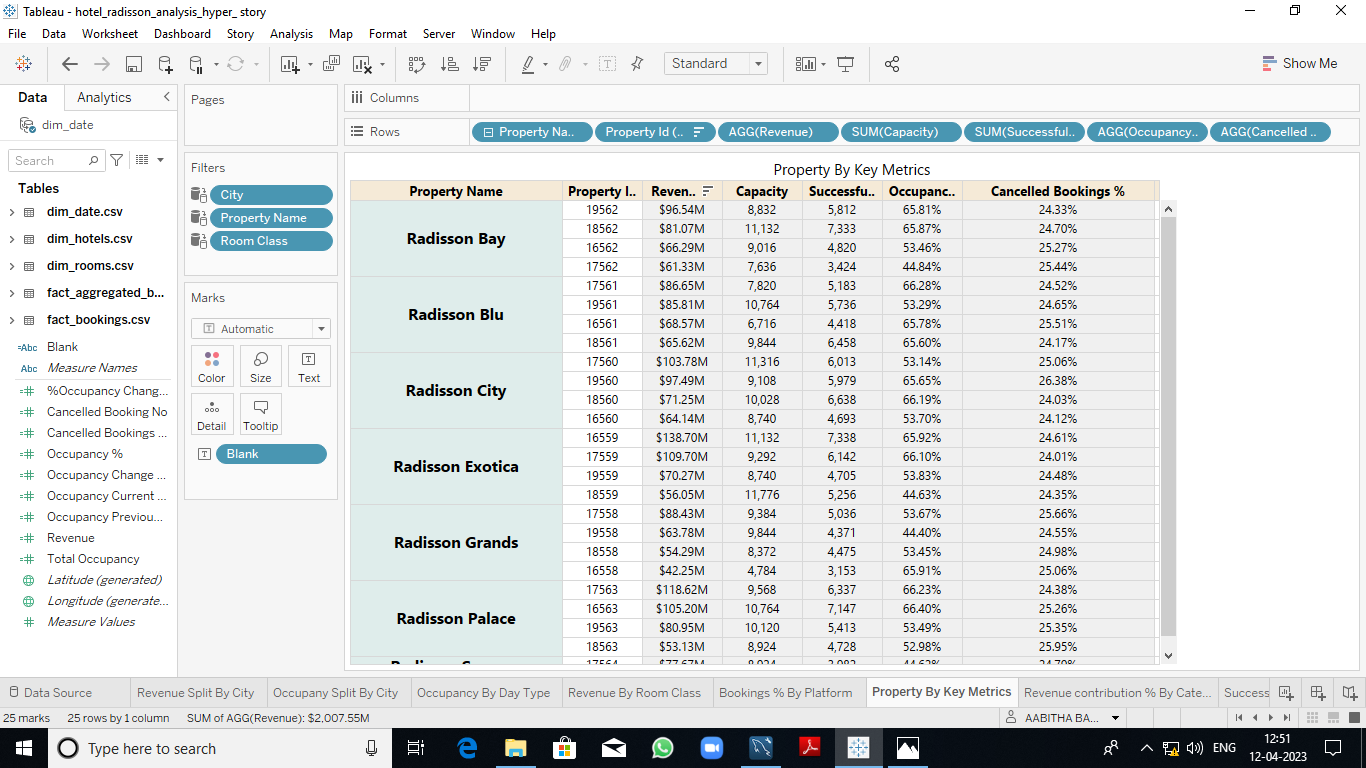 Tableau - hotel_radisson_analysis_hyper_ story
File Data Worksheet Dashboard Story Analysis Map Format Server Window Help
Standard
Show Me
Data Analytics
Pages
Columns
dim_date
Rows Property Na.. Property Id (.. AGG(Revenue) SUM(Capacity) SUM(Successful.. AGG(Occupancy.. AGG(Cancelled ..
Search
Tables
dim_date.csv
dim_hotels.csv
dim_rooms.csv
fact_aggregated_b...
fact_bookings.csv
Blank
Measure Names
%Occupancy Chang...
Cancelled Booking No
Cancelled Bookings ...
Occupancy %
Occupancy Change ...
Occupancy Current ...
Occupancy Previou...
Revenue
Total Occupancy
Latitude (generated)
Longitude (generate...
Measure Values
Filters
City
Property Name
Room Class
Marks
Automatic
Color Size Text
Detail Tooltip
Blank
Property By Key Metrics
Property Name Property I.. Reven.. Capacity Successfu.. Occupanc.. Cancelled Bookings %
Radisson Bay
19562 $96.54M 8,832 5,812 65.81% 24.33%
18562 $81.07M 11,132 7,333 65.87% 24.70%
16562 $66.29M 9,016 4,820 53.46% 25.27%
17562 $61.33M 7,636 3,424 44.84% 25.44%
Radisson Blu
17561 $86.65M 7,820 5,183 66.28% 24.52%
19561 $85.81M 10,764 5,736 53.29% 24.65%
16561 $68.57M 6,716 4,418 65.78% 25.51%
18561 $65.62M 9,844 6,458 65.60% 24.17%
Radisson City
17560 $103.78M 11,316 6,013 53.14% 25.06%
19560 $97.49M 9,108 5,979 65.65% 26.38%
18560 $71.25M 10,028 6,638 66.19% 24.03%
16560 $64.14M 8,740 4,693 53.70% 24.12%
Radisson Exotica
16559 $138.70M 11,132 7,338 65.92% 24.61%
17559 $109.70M 9,292 6,142 66.10% 24.01%
19559 $70.27M 8,740 4,705 53.83% 24.48%
18559 $56.05M 11,776 5,256 44.63% 24.35%
Radisson Grands
17558 $88.43M 9,384 5,036 53.67% 25.66%
19558 $63.78M 9,844 4,371 44.40% 24.55%
18558 $54.29M 8,372 4,475 53.45% 24.98%
16558 $42.25M 4,784 3,153 65.91% 25.06%
Radisson Palace
17563 $118.62M 9,568 6,337 66.23% 24.38%
16563 $105.20M 10,764 7,147 66.40% 25.26%
19563 $80.95M 10,120 5,413 53.49% 25.35%
18563 $53.13M 8,924 4,728 52.98% 25.95%
Data Source Revenue Split By City Occupany Split By City Occupancy By Day Type Revenue By Room Class Bookings % By Platform Property By Key Metrics Revenue contribution % By Cate... Success
25 marks 25 rows by 1 column SUM of AGG(Revenue): $2,007.55M AABITHA BA...
Type here to search
ENG
12:51
12-04-2023